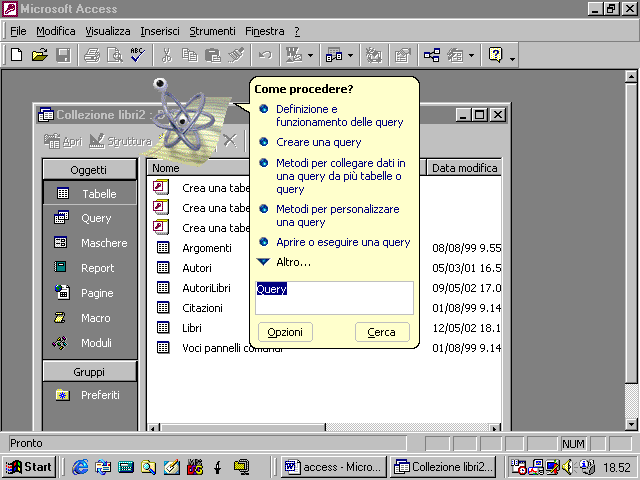 Microsoft Access
File Modifica Visualizza Inserisci Strumenti Finestra ?
Collezione libri2 :
Apri Struttura
Oggetti
Tabelle
Query
Maschere
Report
Pagine
Macro
Moduli
Gruppi
Preferiti
Nome Data modifica
Crea una tabe
Crea una tabe
Crea una tabe
Argomenti 08/08/99 9.55
Autori 05/03/01 16.5
AutoriLibri 09/05/02 17.0
Citazioni 01/08/99 9.14
Libri 12/05/02 18.1
Voci pannelli comandi 01/08/99 9.14
Come procedere?
Definizione e
funzionamento delle query
Creare una query
Metodi per collegare dati in
una query da più tabelle o
query
Metodi per personalizzare
una query
Aprire o eseguire una query
Altro...
Query
Opzioni Cerca
Pronto NUM
Start access - Micro... Collezione libri2... 18.52